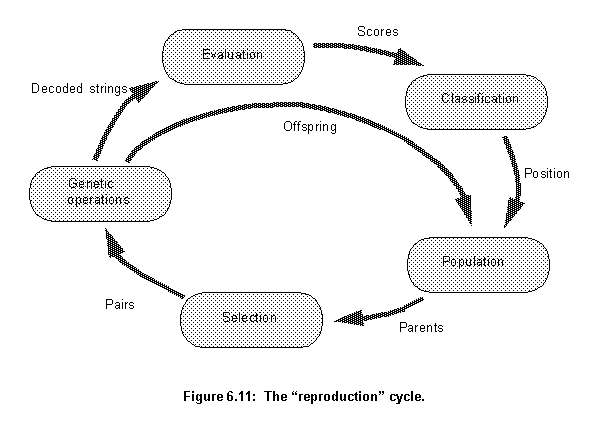 Scores
Evaluation
Decoded strings
Classification
Offspring
Position
Genetic
operations
Population
Pairs
Selection
Parents
Figure 6.11: The “reproduction” cycle.